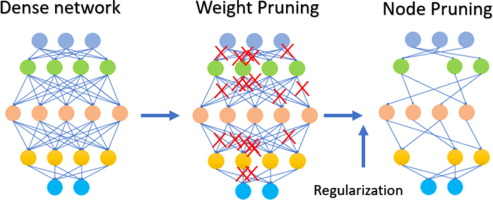 Dense network
Weight Pruning
Node Pruning
Regularization